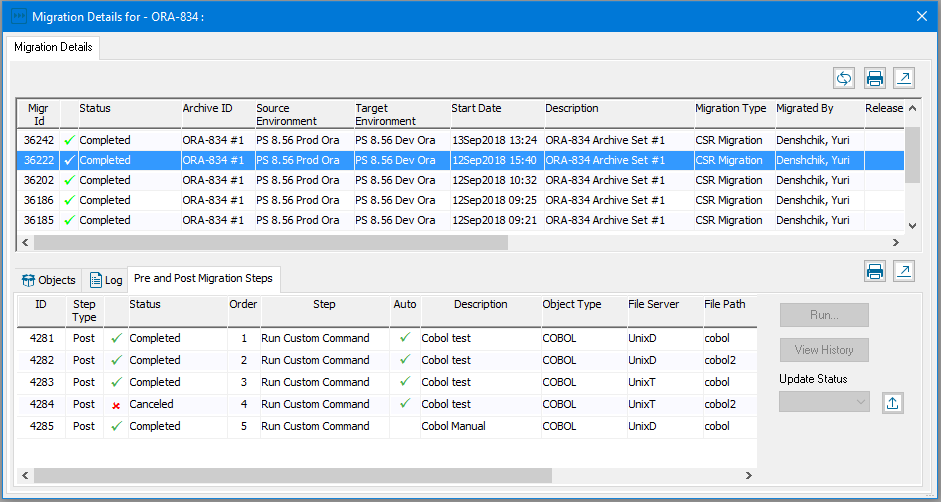 Migration Details for - ORA-834 :
Migration Details
Migr Id Status Archive ID Source Environment Target Environment Start Date Description Migration Type Migrated By Release
36242 Completed ORA-834 #1 PS 8.56 Prod Ora PS 8.56 Dev Ora 13Sep2018 13:24 ORA-834 Archive Set #1 CSR Migration Denshchik, Yuri
36222 Completed ORA-834 #1 PS 8.56 Prod Ora PS 8.56 Dev Ora 12Sep2018 15:40 ORA-834 Archive Set #1 CSR Migration Denshchik, Yuri
36202 Completed ORA-834 #1 PS 8.56 Prod Ora PS 8.56 Dev Ora 12Sep2018 10:32 ORA-834 Archive Set #1 CSR Migration Denshchik, Yuri
36186 Completed ORA-834 #1 PS 8.56 Prod Ora PS 8.56 Dev Ora 12Sep2018 09:25 ORA-834 Archive Set #1 CSR Migration Denshchik, Yuri
36185 Completed ORA-834 #1 PS 8.56 Prod Ora PS 8.56 Dev Ora 12Sep2018 09:21 ORA-834 Archive Set #1 CSR Migration Denshchik, Yuri
Objects Log Pre and Post Migration Steps
ID Step Type Status Order Step Auto Description Object Type File Server File Path
4281 Post Completed 1 Run Custom Command Cobol test COBOL UnixD cobol
4282 Post Completed 2 Run Custom Command Cobol test COBOL UnixD cobol2
4283 Post Completed 3 Run Custom Command Cobol test COBOL UnixT cobol
4284 Post Canceled 4 Run Custom Command Cobol test COBOL UnixT cobol2
4285 Post Completed 5 Run Custom Command Cobol Manual COBOL UnixD cobol
Run...
View History
Update Status